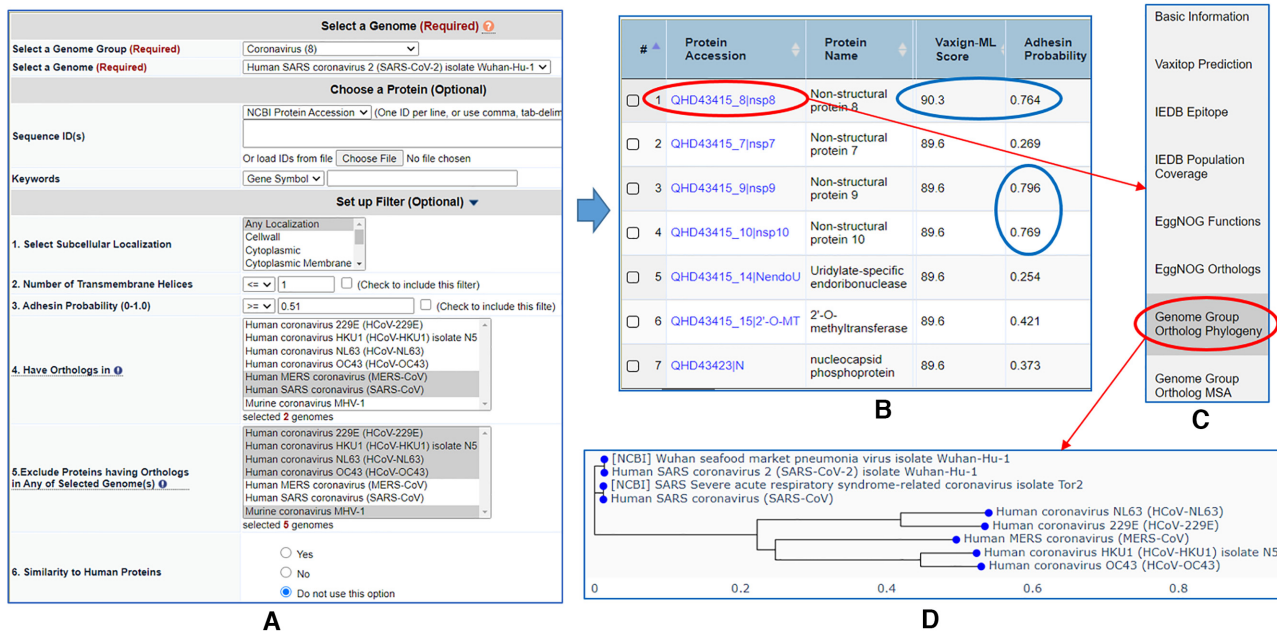 Select a Genome (Required)
Select a Genome Group (Required)
Coronavirus (8)
Select a Genome (Required)
Human SARS coronavirus 2 (SARS-CoV-2) isolate Wuhan-Hu-1
Choose a Protein (Optional)
Sequence ID(s)
NCBI Protein Accession (One ID per line, or use comma, tab-delim
Or load IDs from file Choose File No file chosen
Keywords
Gene Symbol
Set up Filter (Optional)
1. Select Subcellular Localization
Any Localization
Cellwall
Cytoplasmic
Cytoplasmic Membrane
2. Number of Transmembrane Helices
<= 1 (Check to include this filter)
3. Adhesin Probability (0-1.0)
>= 0.51 (Check to include this filte)
4. Have Orthologs in
Human coronavirus 229E (HCoV-229E)
Human coronavirus HKU1 (HCoV-HKU1) isolate N5
Human coronavirus NL63 (HCoV-NL63)
Human coronavirus OC43 (HCoV-OC43)
Human MERS coronavirus (MERS-CoV)
Human SARS coronavirus (SARS-CoV)
Murine coronavirus MHV-1
selected 2 genomes
5.Exclude Proteins having Orthologs
in Any of Selected Genome(s)
Human coronavirus 229E (HCoV-229E)
Human coronavirus HKU1 (HCoV-HKU1) isolate N5
Human coronavirus NL63 (HCoV-NL63)
Human coronavirus OC43 (HCoV-OC43)
Human MERS coronavirus (MERS-CoV)
Human SARS coronavirus (SARS-CoV)
Murine coronavirus MHV-1
selected 5 genomes
6. Similarity to Human Proteins
Yes
No
Do not use this option
A
# Protein Accession Protein Name Vaxign-ML Score Adhesin Probability
1 QHD43415_8|nsp8 Non-structural protein 8 90.3 0.764
2 QHD43415_7|nsp7 Non-structural protein 7 89.6 0.269
3 QHD43415_9|nsp9 Non-structural protein 9 89.6 0.796
4 QHD43415_10|nsp10 Non-structural protein 10 89.6 0.769
5 QHD43415_14|NendoU Uridylate-specific endoribonuclease 89.6 0.254
6 QHD43415_15|2'-O-MT 2'-O-methyltransferase 89.6 0.421
7 QHD43423|N nucleocapsid phosphoprotein 89.6 0.373
B
Basic Information
Vaxitop Prediction
IEDB Epitope
IEDB Population
Coverage
EggNOG Functions
EggNOG Orthologs
Genome Group
Ortholog Phylogeny
Genome Group
Ortholog MSA
C
[NCBI] Wuhan seafood market pneumonia virus isolate Wuhan-Hu-1
Human SARS coronavirus 2 (SARS-CoV-2) isolate Wuhan-Hu-1
[NCBI] SARS Severe acute respiratory syndrome-related coronavirus isolate Tor2
Human SARS coronavirus (SARS-CoV)
Human coronavirus NL63 (HCoV-NL63)
Human coronavirus 229E (HCoV-229E)
Human MERS coronavirus (MERS-CoV)
Human coronavirus HKU1 (HCoV-HKU1) isolate N5
Human coronavirus OC43 (HCoV-OC43)
0 0.2 0.4 0.6 0.8
D